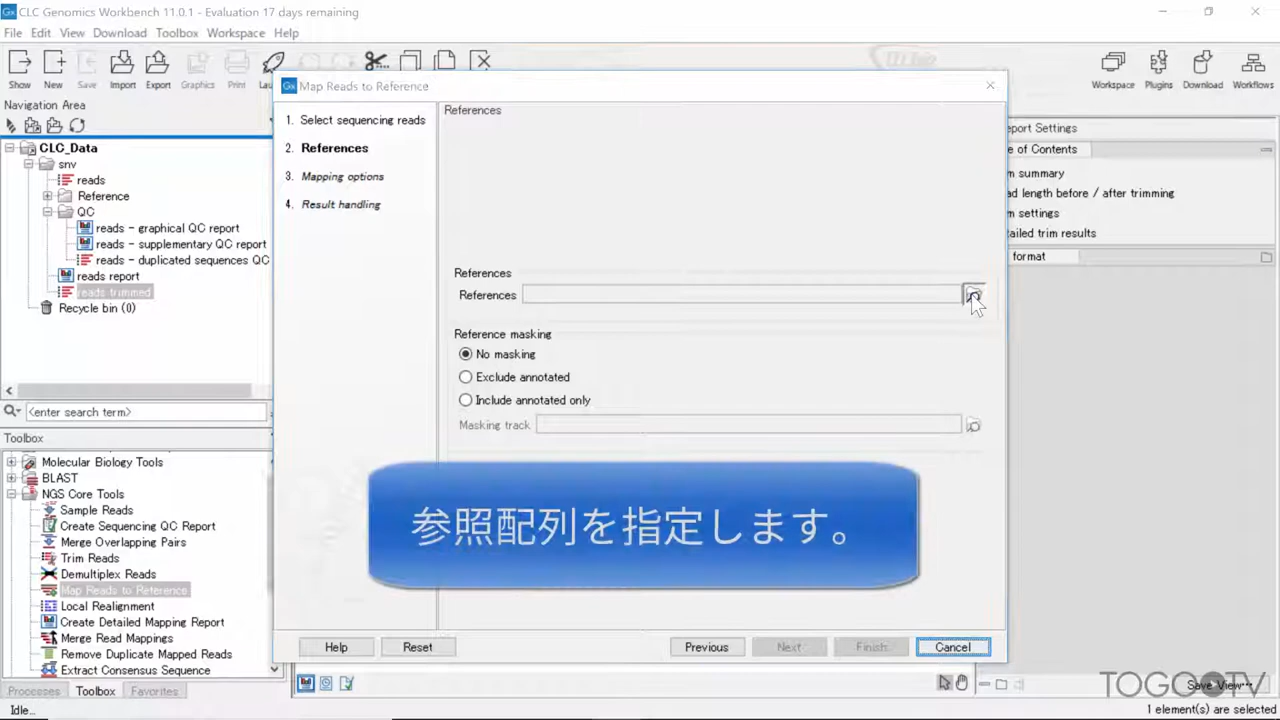 CLC Genomics Workbench 11.0.1 - Evaluation 17 days remaining
File Edit View Download Toolbox Workspace Help
Show New Save Import Export Graphics Print
Workspace Plugins Download Workflows
Navigation Area
CLC_Data
snv
reads
Reference
QC
reads - graphical QC report
reads - supplementary QC report
reads - duplicated sequences QC
reads report
reads trimmed
Recycle bin (0)
<enter search term>
Toolbox
Molecular Biology Tools
BLAST
NGS Core Tools
Sample Reads
Create Sequencing QC Report
Merge Overlapping Pairs
Trim Reads
Demultiplex Reads
Map Reads to Reference
Local Realignment
Create Detailed Mapping Report
Merge Read Mappings
Remove Duplicate Mapped Reads
Extract Consensus Sequence
Processes Toolbox Favorites
Idle...
Map Reads to Reference
1. Select sequencing reads
2. References
3. Mapping options
4. Result handling
References
References
References
Reference masking
No masking
Exclude annotated
Include annotated only
Masking track
参照配列を指定します。
Help Reset Previous Next Finish Cancel
eport Settings
e of Contents
m summary
ad length before / after trimming
m settings
ailed trim results
format
TOGOTV
Save View...
1 element(s) are selected